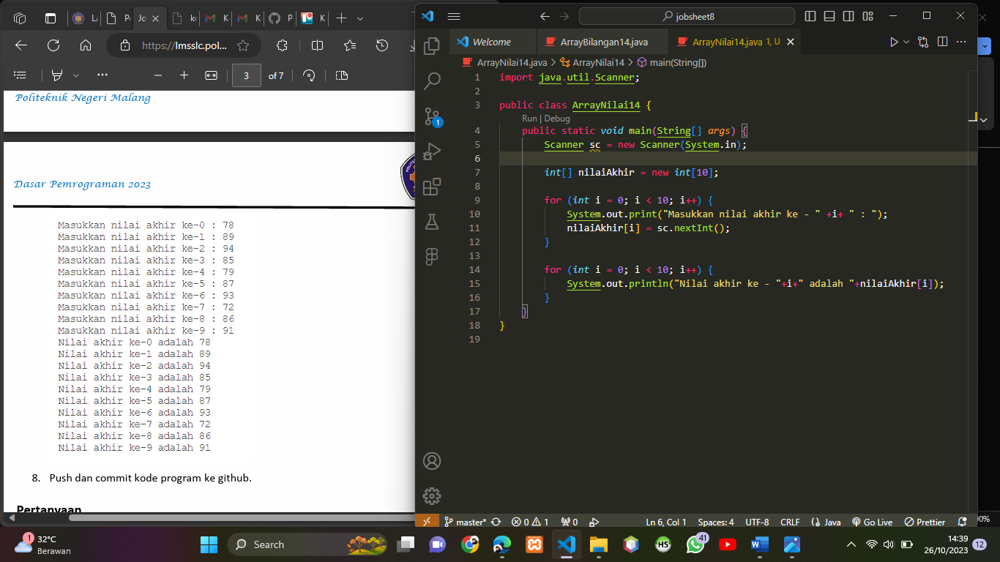 L
P
Jo
k
K
K
P
K
https://lmsslc.pol...
3 of 7
Politeknik Negeri Malang
Dasar Pemrograman 2023
Masukkan nilai akhir ke-0 : 78
Masukkan nilai akhir ke-1 : 89
Masukkan nilai akhir ke-2 : 94
Masukkan nilai akhir ke-3 : 85
Masukkan nilai akhir ke-4 : 79
Masukkan nilai akhir ke-5 : 87
Masukkan nilai akhir ke-6 : 93
Masukkan nilai akhir ke-7 : 72
Masukkan nilai akhir ke-8 : 86
Masukkan nilai akhir ke-9 : 91
Nilai akhir ke-0 adalah 78
Nilai akhir ke-1 adalah 89
Nilai akhir ke-2 adalah 94
Nilai akhir ke-3 adalah 85
Nilai akhir ke-4 adalah 79
Nilai akhir ke-5 adalah 87
Nilai akhir ke-6 adalah 93
Nilai akhir ke-7 adalah 72
Nilai akhir ke-8 adalah 86
Nilai akhir ke-9 adalah 91
8. Push dan commit kode program ke github.
Pertanyaan
jobsheet8
Welcome
ArrayBilangan14.java
ArrayNilai14.java 1, U
ArrayNilai14.java > ArrayNilai14 > main(String[])
1 import java.util.Scanner;
2
3 public class ArrayNilai14 {
Run | Debug
4 public static void main(String[] args) {
5 Scanner sc = new Scanner(System.in);
6
7 int[] nilaiAkhir = new int[10];
8
9 for (int i = 0; i < 10; i++) {
10 System.out.print("Masukkan nilai akhir ke - " +i+ " : ");
11 nilaiAkhir[i] = sc.nextInt();
12 }
13
14 for (int i = 0; i < 10; i++) {
15 System.out.println("Nilai akhir ke - "+i+" adalah "+nilaiAkhir[i]);
16 }
17 }
18 }
19
1
master* 0 1 0 Ln 6, Col 1 Spaces: 4 UTF-8 CRLF Java Go Live Prettier
00%
1
32°C
Berawan
Search
HS
41
14:39
26/10/2023
12